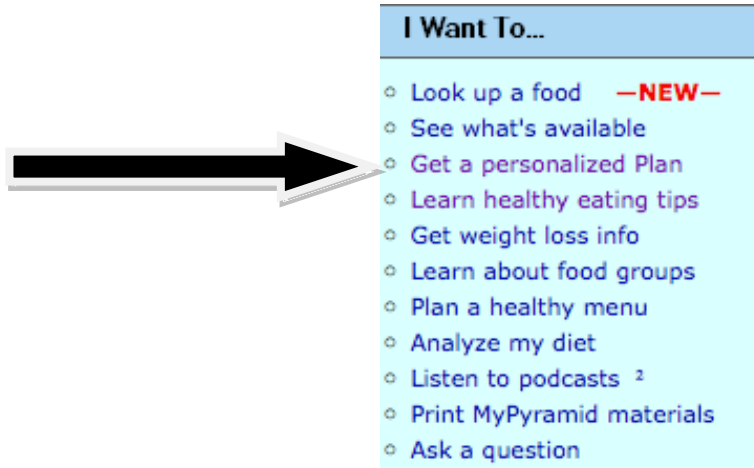 I Want To...
Look up a food —NEW—
See what's available
Get a personalized Plan
Learn healthy eating tips
Get weight loss info
Learn about food groups
Plan a healthy menu
Analyze my diet
Listen to podcasts ²
Print MyPyramid materials
Ask a question